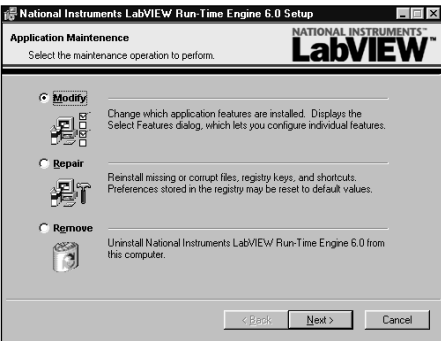 National Instruments LabVIEW Run-Time Engine 6.0 Setup
Application Maintenence
Select the maintenance operation to perform.
NATIONAL INSTRUMENTS™
LabVIEW™
Modify
Change which application features are installed. Displays the
Select Features dialog, which lets you configure individual features.
Repair
Reinstall missing or corrupt files, registry keys, and shortcuts.
Preferences stored in the registry may be reset to default values.
Remove
Uninstall National Instruments LabVIEW Run-Time Engine 6.0 from
this computer.
< Back
Next >
Cancel